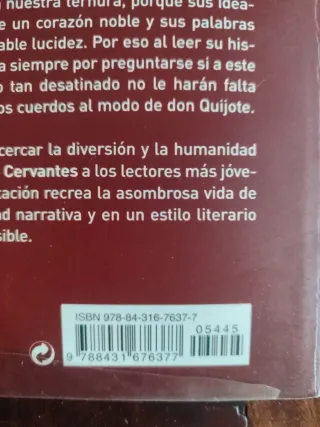 nuestra ternura, porque sus idea-
e un corazón noble y sus palabras
able lucidez. Por eso al leer su his-
a siempre por preguntarse si a este
o tan desatinado no le harán falta
os cuerdos al modo de don Quijote.
cercar la diversión y la humanidad
Cervantes a los lectores más jóve-
tación recrea la asombrosa vida de
ad narrativa y en un estilo literario
sible.
ISBN 978-84-316-7637-7
05445
9 788431 676377